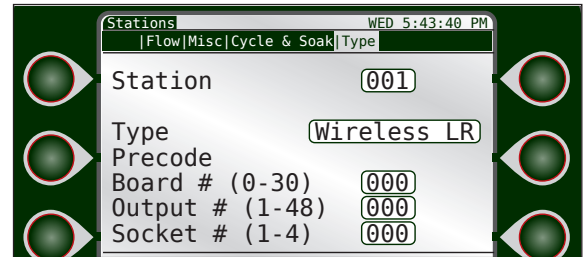 Stations WED 5:43:40 PM
|Flow|Misc|Cycle & Soak|Type
Station 001
Type Wireless LR
Precode
Board # (0-30) 000
Output # (1-48) 000
Socket # (1-4) 000